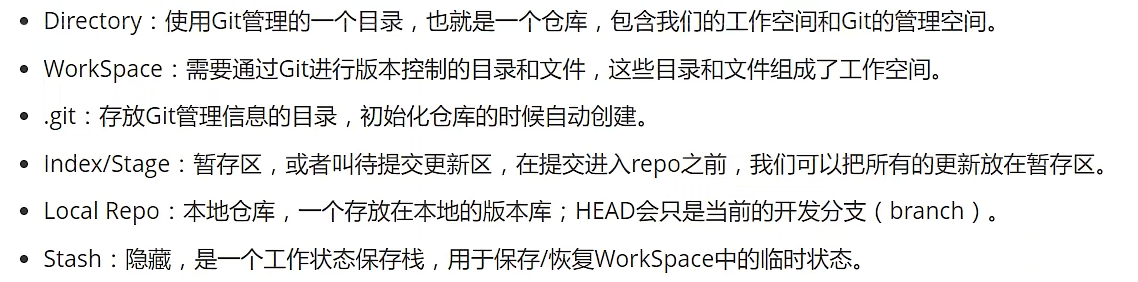 • Directory：使用Git管理的一个目录，也就是一个仓库，包含我们的工作空间和Git的管理空间。
• WorkSpace：需要通过Git进行版本控制的目录和文件，这些目录和文件组成了工作空间。
• .git：存放Git管理信息的目录，初始化仓库的时候自动创建。
• Index/Stage：暂存区，或者叫待提交更新区，在提交进入repo之前，我们可以把所有的更新放在暂存区。
• Local Repo：本地仓库，一个存放在本地的版本库；HEAD会只是当前的开发分支（branch）。
• Stash：隐藏，是一个工作状态保存栈，用于保存/恢复WorkSpace中的临时状态。